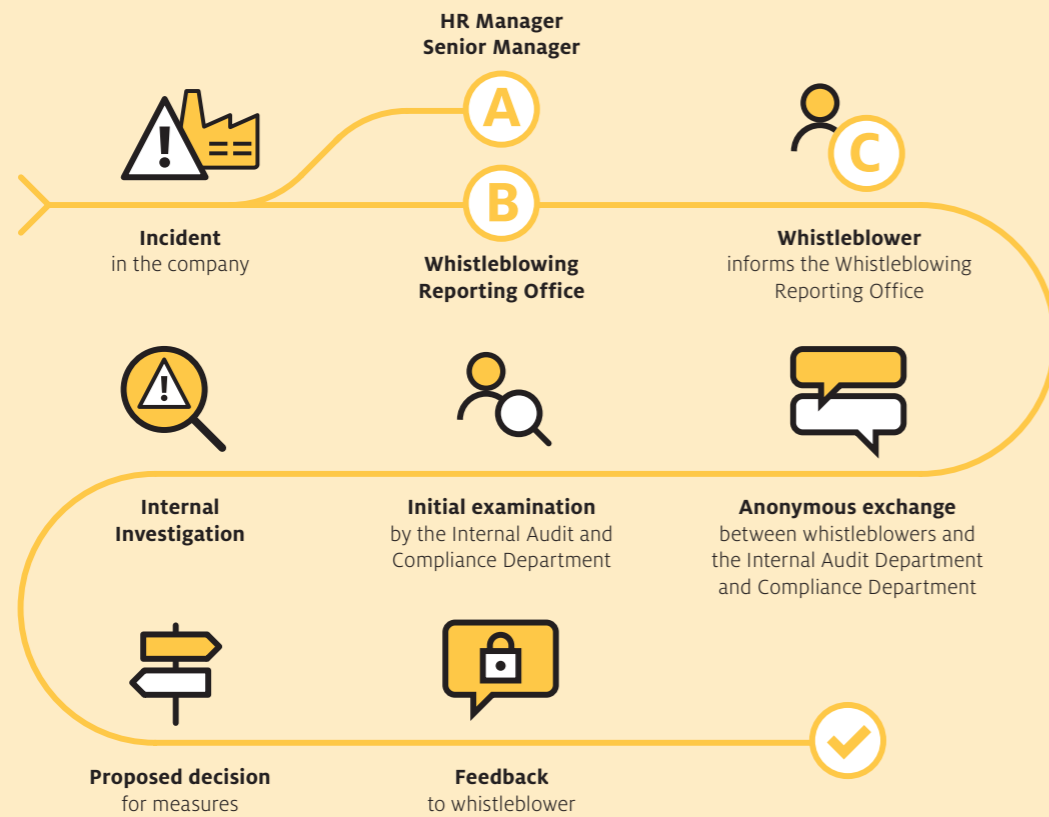 HR Manager
Senior Manager
A
C
B
Incident
in the company
Whistleblowing
Reporting Office
Whistleblower
informs the Whistleblowing
Reporting Office
Internal
Investigation
Initial examination
by the Internal Audit and
Compliance Department
Anonymous exchange
between whistleblowers and
the Internal Audit Department
and Compliance Department
Proposed decision
for measures
Feedback
to whistleblower